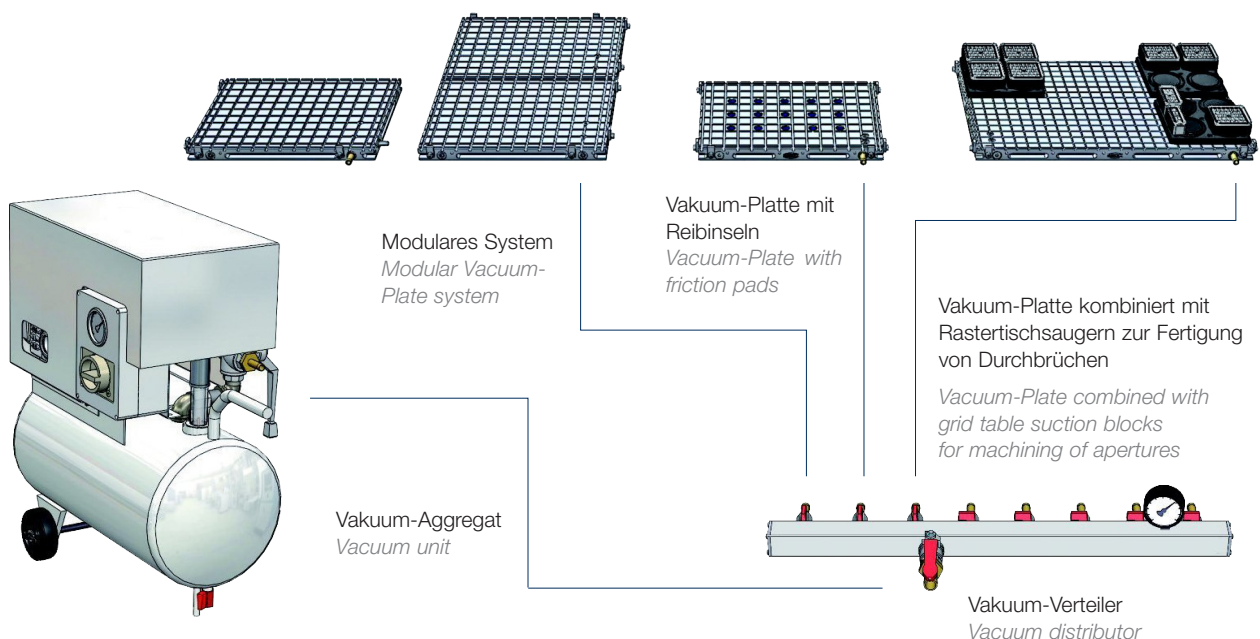 Modulares System
Modular Vacuum-
Plate system
Vakuum-Platte mit
Reibinseln
Vacuum-Plate with
friction pads
Vakuum-Platte kombiniert mit
Rastertischsaugern zur Fertigung
von Durchbrüchen
Vacuum-Plate combined with
grid table suction blocks
for machining of apertures
Vakuum-Aggregat
Vacuum unit
Vakuum-Verteiler
Vacuum distributor